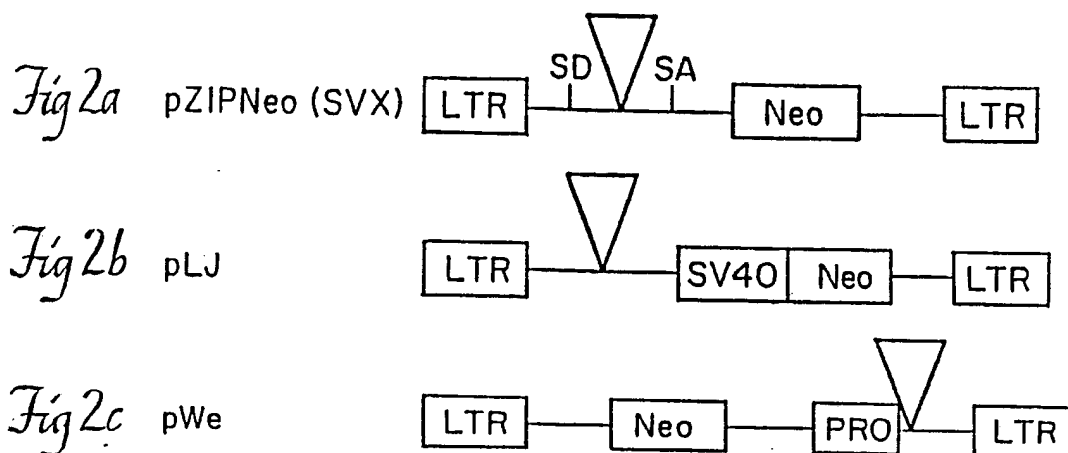 SD SA
Fig 2a pZIPNeo (SVX) LTR Neo LTR
Fig 2b pLJ LTR SV40 Neo LTR
Fig 2c pWe LTR Neo PRO LTR